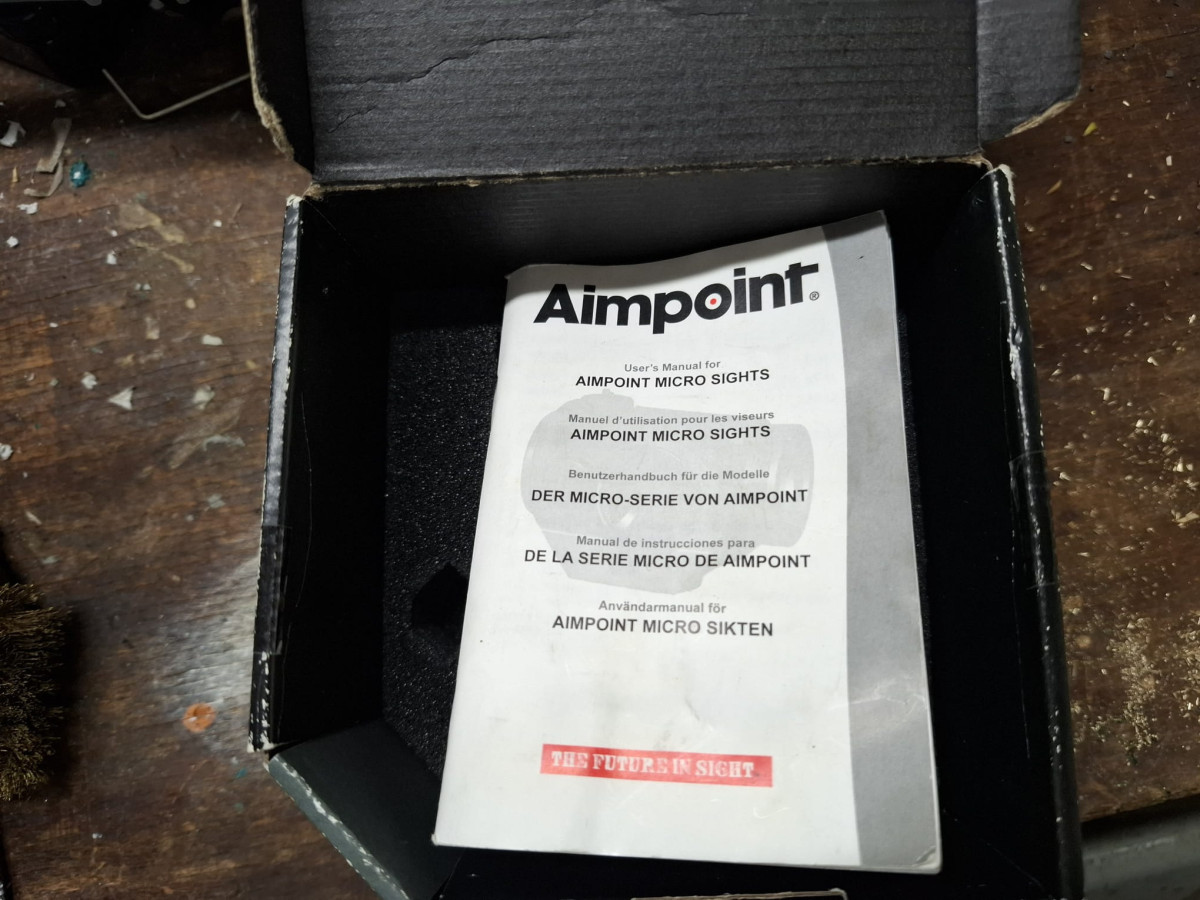 Aimpoint®
User's Manual for
AIMPOINT MICRO SIGHTS
Manuel d'utilisation pour les viseurs
AIMPOINT MICRO SIGHTS
Benutzerhandbuch für die Modelle
DER MICRO-SERIE VON AIMPOINT
Manual de instrucciones para
DE LA SERIE MICRO DE AIMPOINT
Användarmanual för
AIMPOINT MICRO SIKTEN
THE FUTURE IN SIGHT